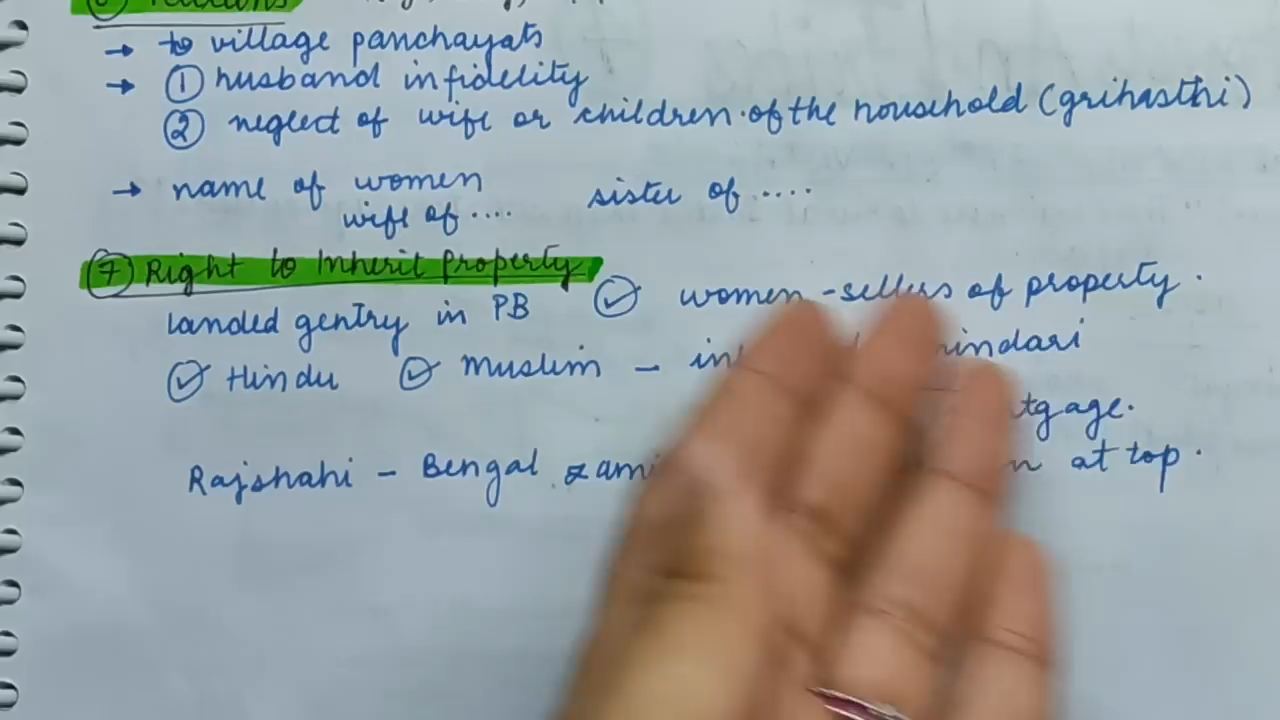 → to village panchayats
→ ① husband infidelity
② neglect of wife or children of the household (grihasthi)
→ name of women sister of ....
wife of ....
⑦ Right to Inherit property
landed gentry in PB women - sellers of property.
Hindu Muslim -
Rajshahi - Bengal at top.